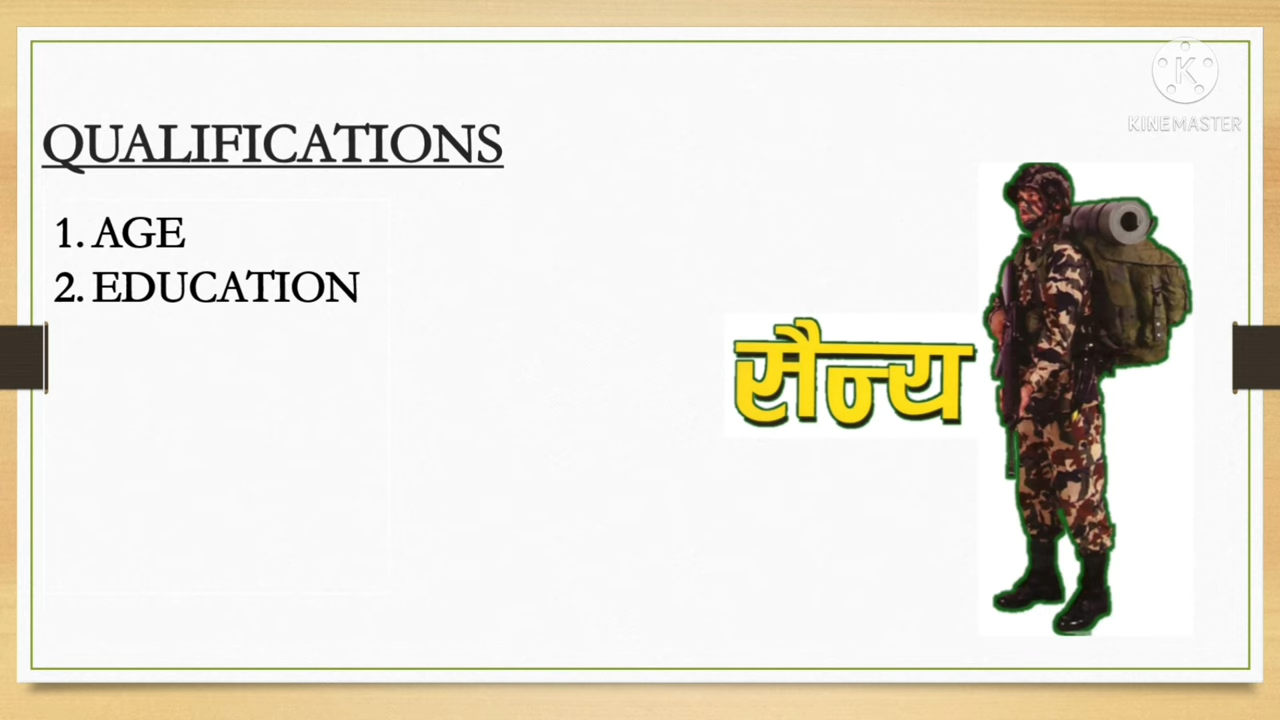 QUALIFICATIONS
1. AGE
2. EDUCATION
सैन्य
K
KINEMASTER